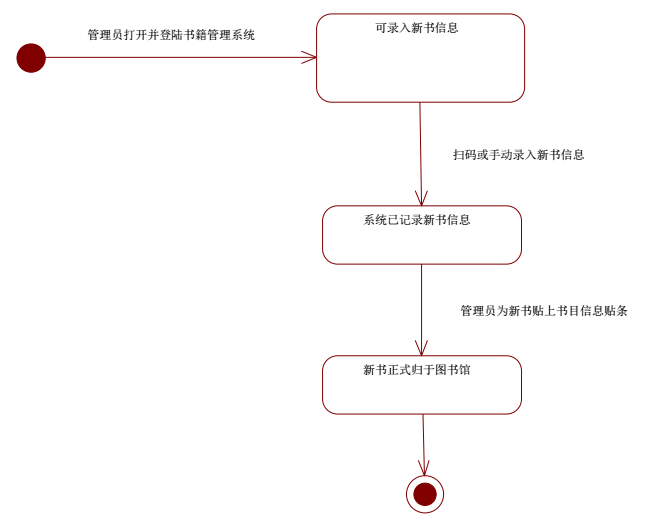 管理员打开并登陆书籍管理系统
可录入新书信息
扫码或手动录入新书信息
系统已记录新书信息
管理员为新书贴上书目信息贴条
新书正式归于图书馆